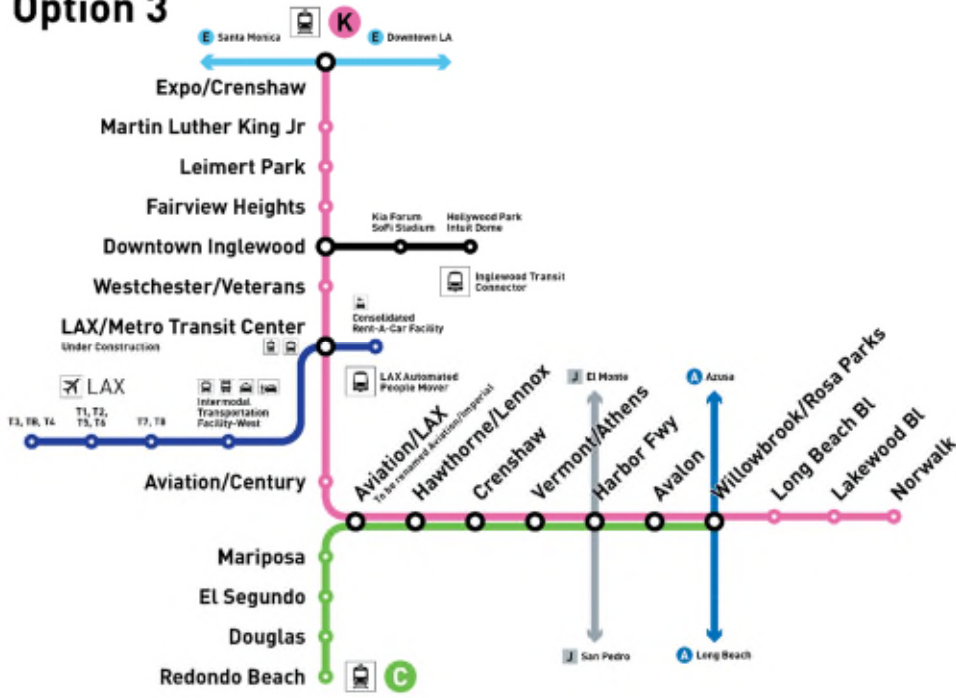 Option 3
K
E Santa Monica
E Downtown LA
Expo/Crenshaw
Martin Luther King Jr
Leimert Park
Fairview Heights
Kia Forum
SoFi Stadium
Hollywood Park
Intuit Dome
Downtown Inglewood
Inglewood Transit
Connector
Westchester/Veterans
LAX/Metro Transit Center
Under Construction
Consolidated
Rent-A-Car Facility
LAX Automated
People Mover
LAX
T3, TB, T4
T1, T2,
T5, T6
T7, T8
Intermodal
Transportation
Facility-West
J El Monte
A Azusa
Aviation/Century
Aviation/LAX
To be renamed Aviation/Imperial
Hawthorne/Lennox
Crenshaw
Vermont/Athens
Harbor Fwy
Avalon
Willowbrook/Rosa Parks
Long Beach Bl
Lakewood Bl
Norwalk
Mariposa
El Segundo
Douglas
Redondo Beach
C
J San Pedro
A Long Beach